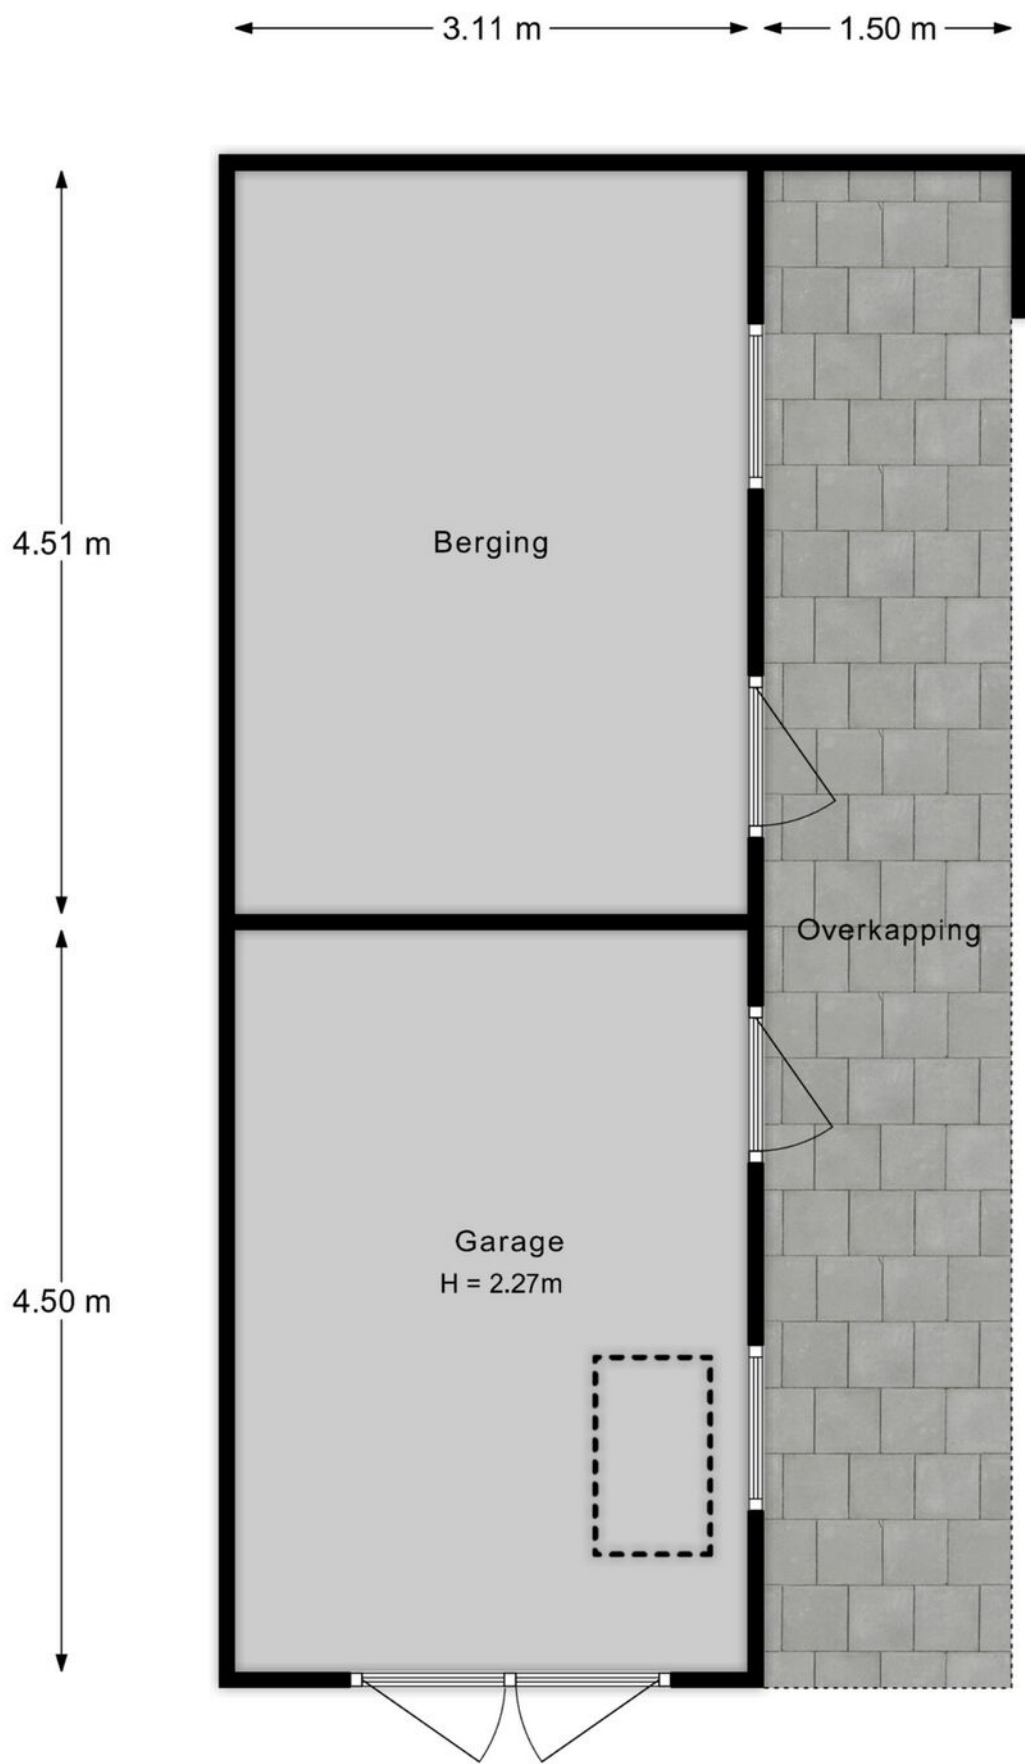 3.11 m
1.50 m
4.51 m
Berging
Overkapping
Garage
H = 2.27m
4.50 m